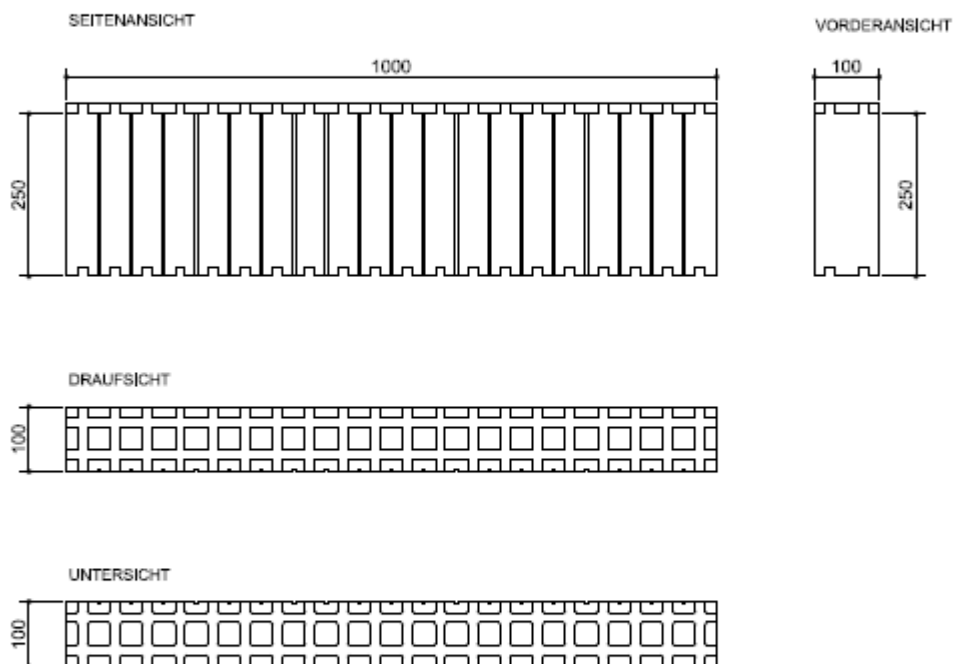 SEITENANSICHT
VORDERANSICHT
1000
100
250
250
DRAUFSICHT
100
UNTERSICHT
100